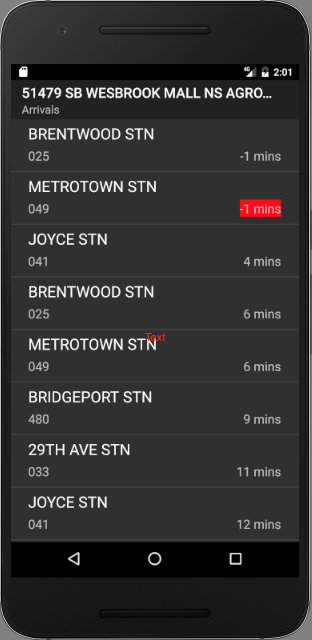 4G 2:01
51479 SB WESBROOK MALL NS AGRO...
Arrivals
BRENTWOOD STN
025 -1 mins
METROTOWN STN
049 -1 mins
JOYCE STN
041 4 mins
BRENTWOOD STN
025 6 mins
METROTOWN STN
Text
049 6 mins
BRIDGEPORT STN
480 9 mins
29TH AVE STN
033 11 mins
JOYCE STN
041 12 mins